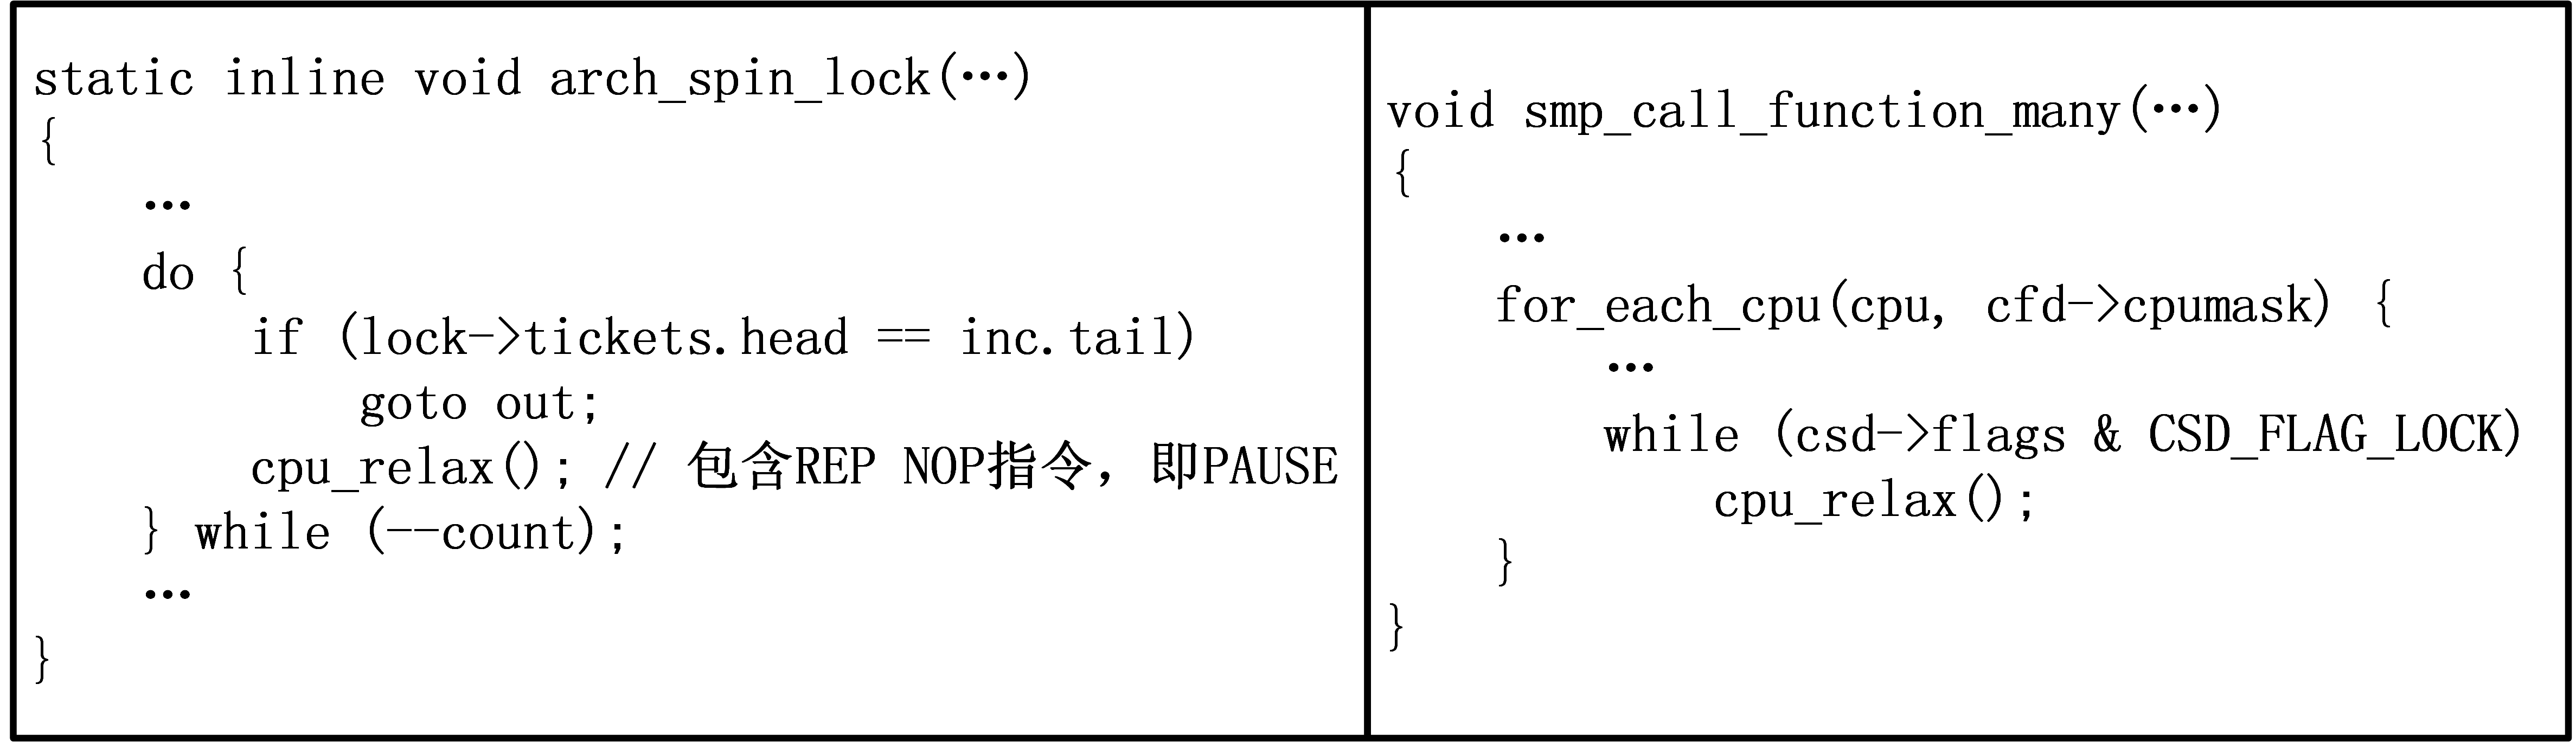 static inline void arch_spin_lock(…)
{
    …
    do {
        if (lock->tickets.head == inc.tail)
            goto out;
        cpu_relax(); // 包含REP NOP指令，即PAUSE
    } while (--count);
    …
}
void smp_call_function_many(…)
{
    …
    for_each_cpu(cpu, cfd->cpumask) {
        …
        while (csd->flags & CSD_FLAG_LOCK)
            cpu_relax();
    }
}